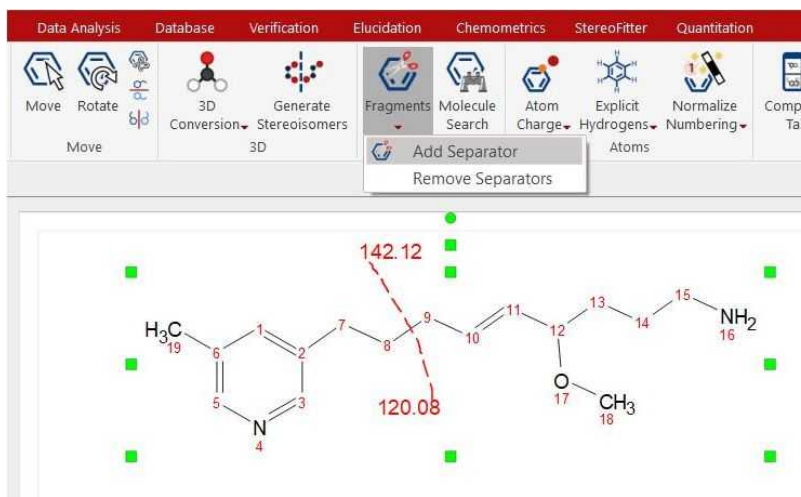 Data Analysis Database Verification Elucidation Chemometrics StereoFitter Quantitation
Move Rotate 3D Conversion Generate Stereoisomers Fragments Molecule Search Atom Charge Explicit Hydrogens Normalize Numbering
Move 3D Atoms
Add Separator
Remove Separators
142.12
H3C 19 1 2 3 N 4 5 6 7 8 9 10 11 12 13 14 15 NH2 16
O 17 CH3 18
120.08